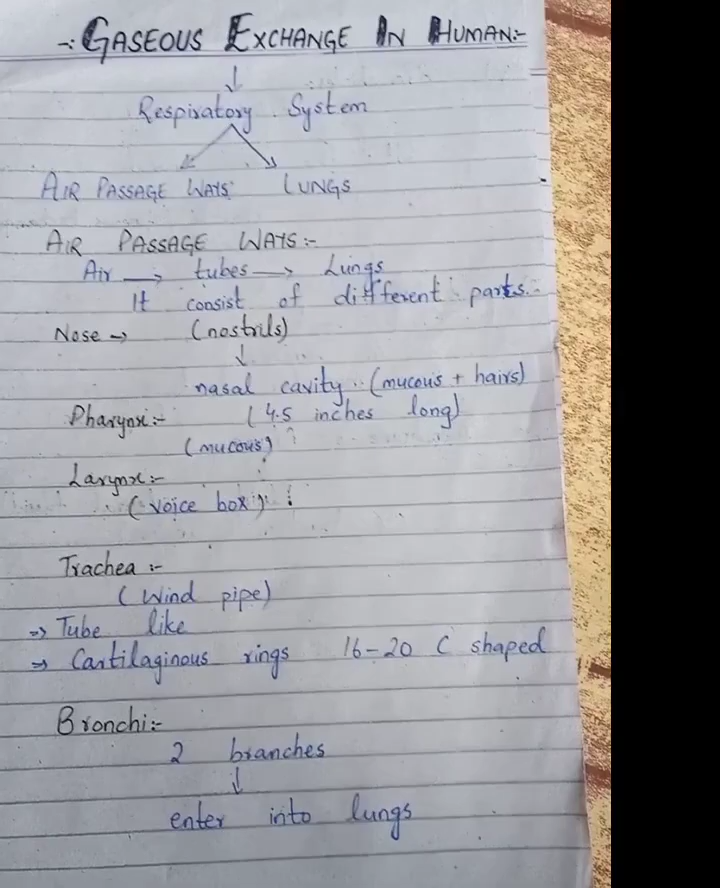 -: GASEOUS EXCHANGE IN HUMAN:-
↓
Respiratory System
AIR PASSAGE WAYS LUNGS
AIR PASSAGE WAYS:-
Air → tubes → Lungs
It consist of different parts.
Nose → (nostrils)
↓
nasal cavity (mucous + hairs)
Pharynx:- (4.5 inches long)
(mucous)
Larynx:-
(voice box)
Trachea :-
(Wind pipe)
⇒ Tube like
⇒ Cartilaginous rings 16-20 C shaped
Bronchi:-
2 branches
↓
enter into lungs